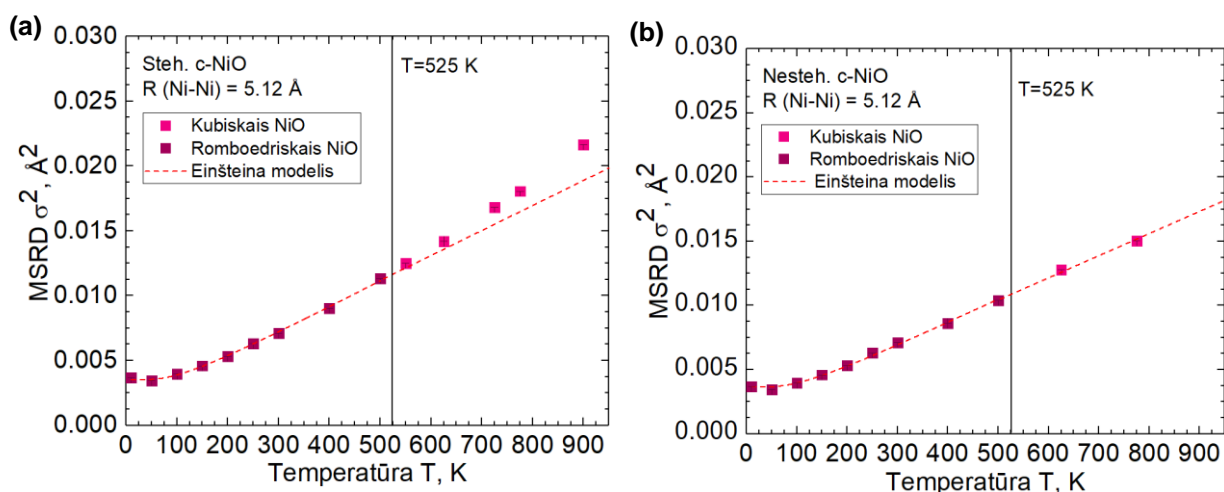 (a)
0.030
0.025
0.020
0.015
0.010
0.005
0.000
MSRD σ², Å²
Steh. c-NiO
R (Ni-Ni) = 5.12 Å
T=525 K
Kubiskais NiO
Romboedriskais NiO
Einšteina modelis
0 100 200 300 400 500 600 700 800 900
Temperatūra T, K
(b)
0.030
0.025
0.020
0.015
0.010
0.005
0.000
MSRD σ², Å²
Nesteh. c-NiO
R (Ni-Ni) = 5.12 Å
T=525 K
Kubiskais NiO
Romboedriskais NiO
Einšteina modelis
0 100 200 300 400 500 600 700 800 900
Temperatūra T, K